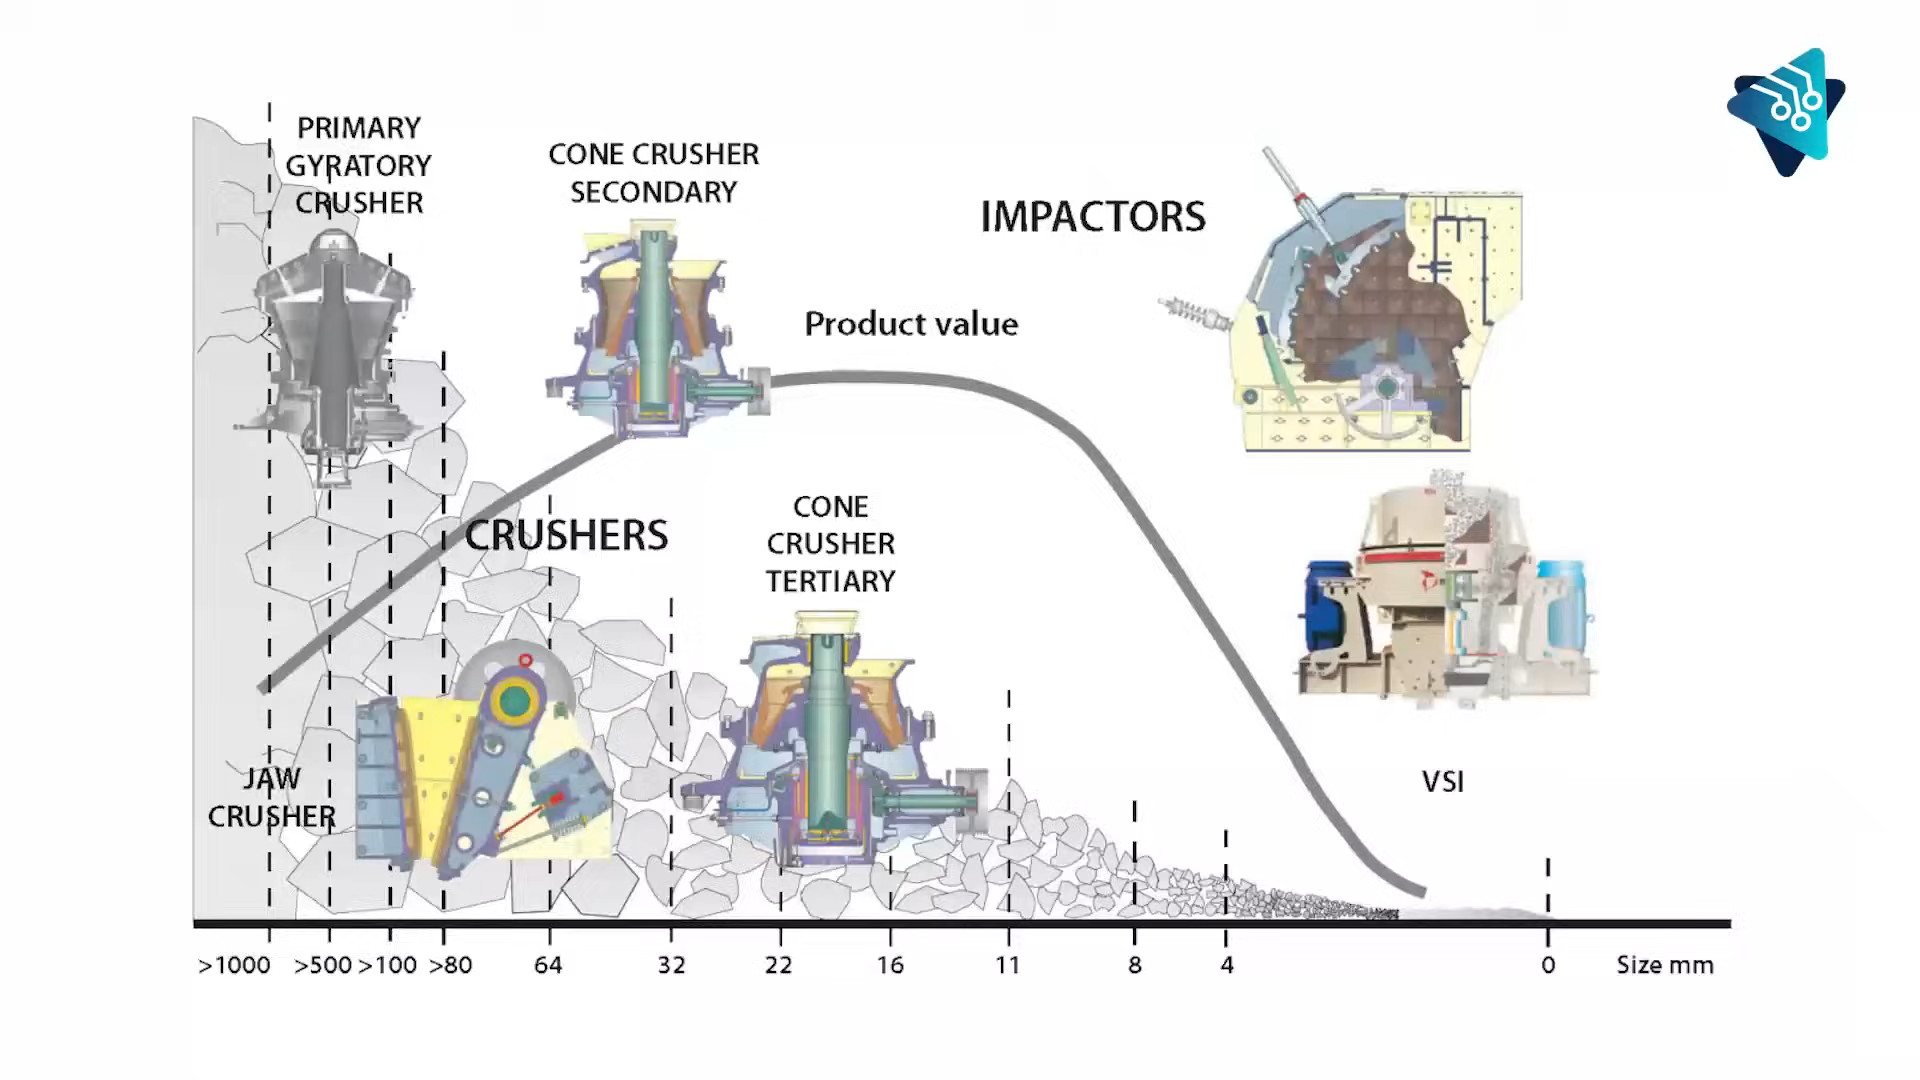 PRIMARY
GYRATORY
CRUSHER
CONE CRUSHER
SECONDARY
IMPACTORS
Product value
CRUSHERS
CONE
CRUSHER
TERTIARY
JAW
CRUSHER
VSI
>1000 >500 >100 >80 64 32 22 16 11 8 4 0 Size mm